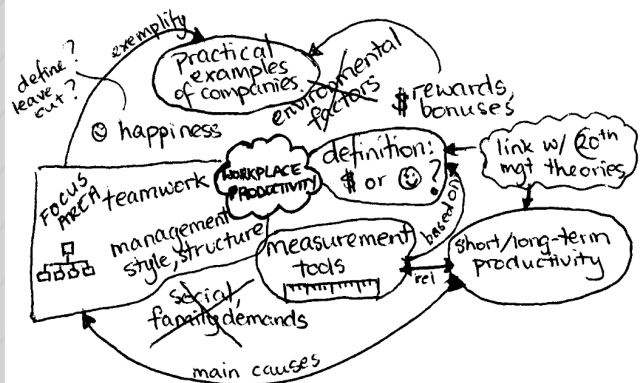 define?
leave
out?
exemplify
practical
examples
of companies
environmental
factors
$ rewards,
bonuses
☺ happiness
WORKPLACE
PRODUCTIVITY
definition:
$ or ☺ ?
link w/ 20th
mgt theories
FOCUS
AREA
teamwork
management
style, structure
measurement
tools
based on
short/long-term
productivity
rel
social,
family demands
main causes